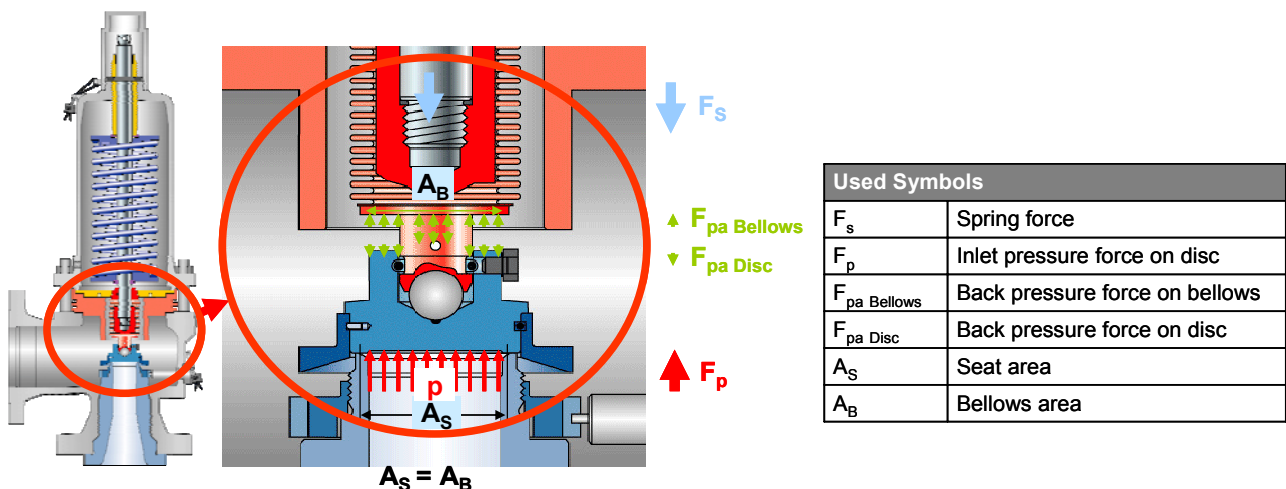 F_S
A_B
F_pa Bellows
F_pa Disc
p
F_p
A_S
A_S = A_B
Used Symbols
F_s Spring force
F_p Inlet pressure force on disc
F_pa Bellows Back pressure force on bellows
F_pa Disc Back pressure force on disc
A_S Seat area
A_B Bellows area